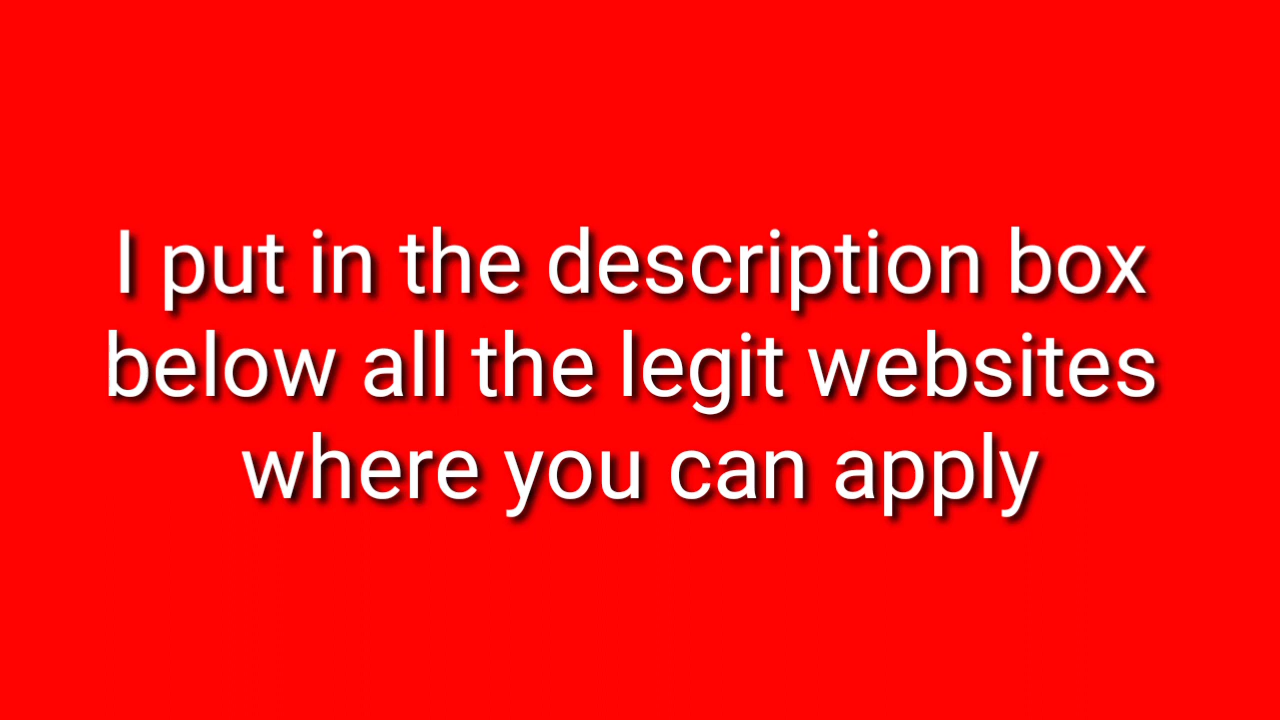 I put in the description box
below all the legit websites
where you can apply